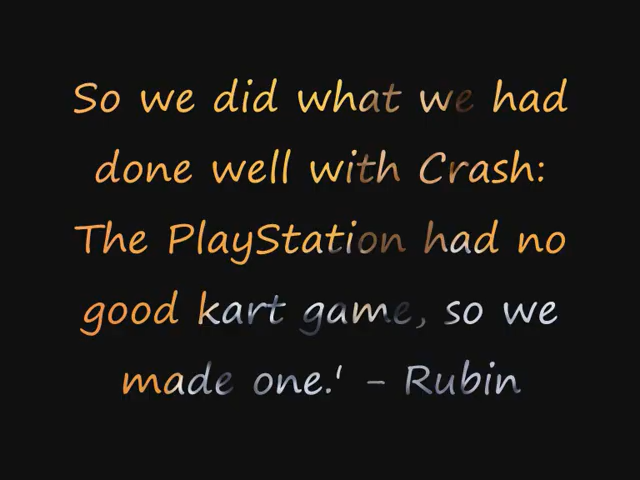 So we did what we had
done well with Crash:
The PlayStation had no
good kart game, so we
made one.' - Rubin